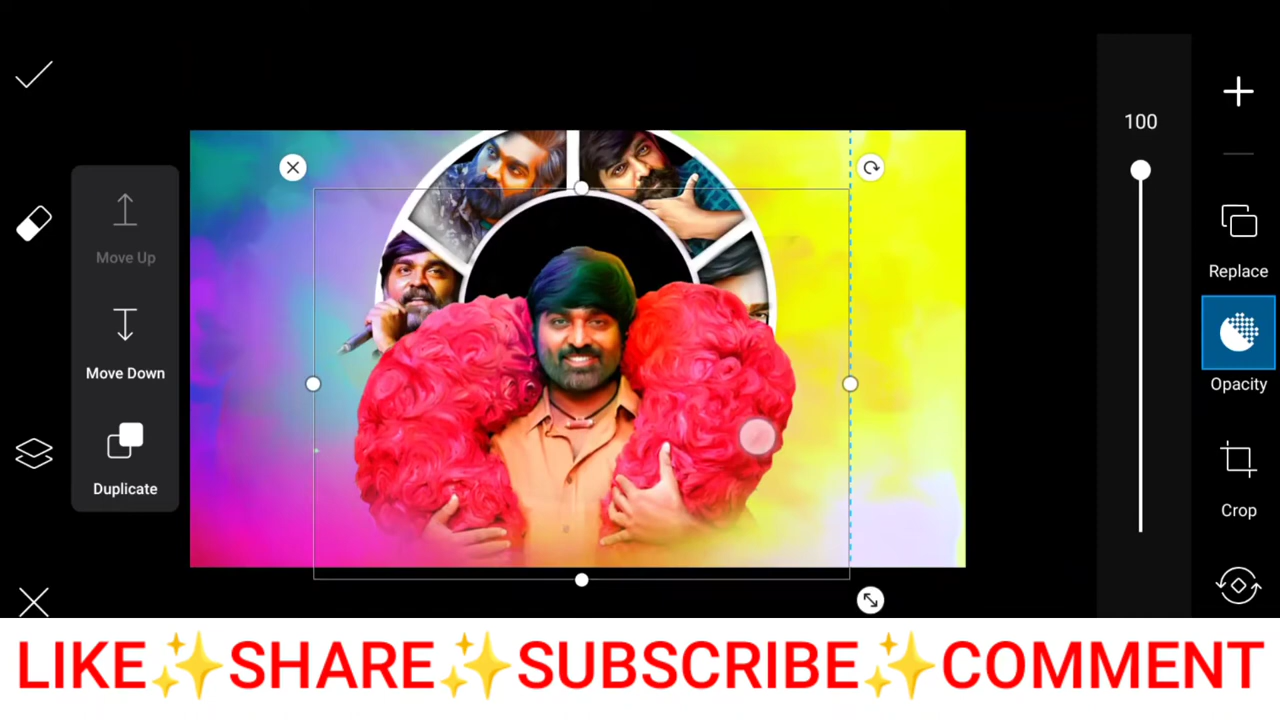 100
Move Up
Replace
Move Down
Opacity
Duplicate
Crop
LIKE✨SHARE✨SUBSCRIBE✨COMMENT